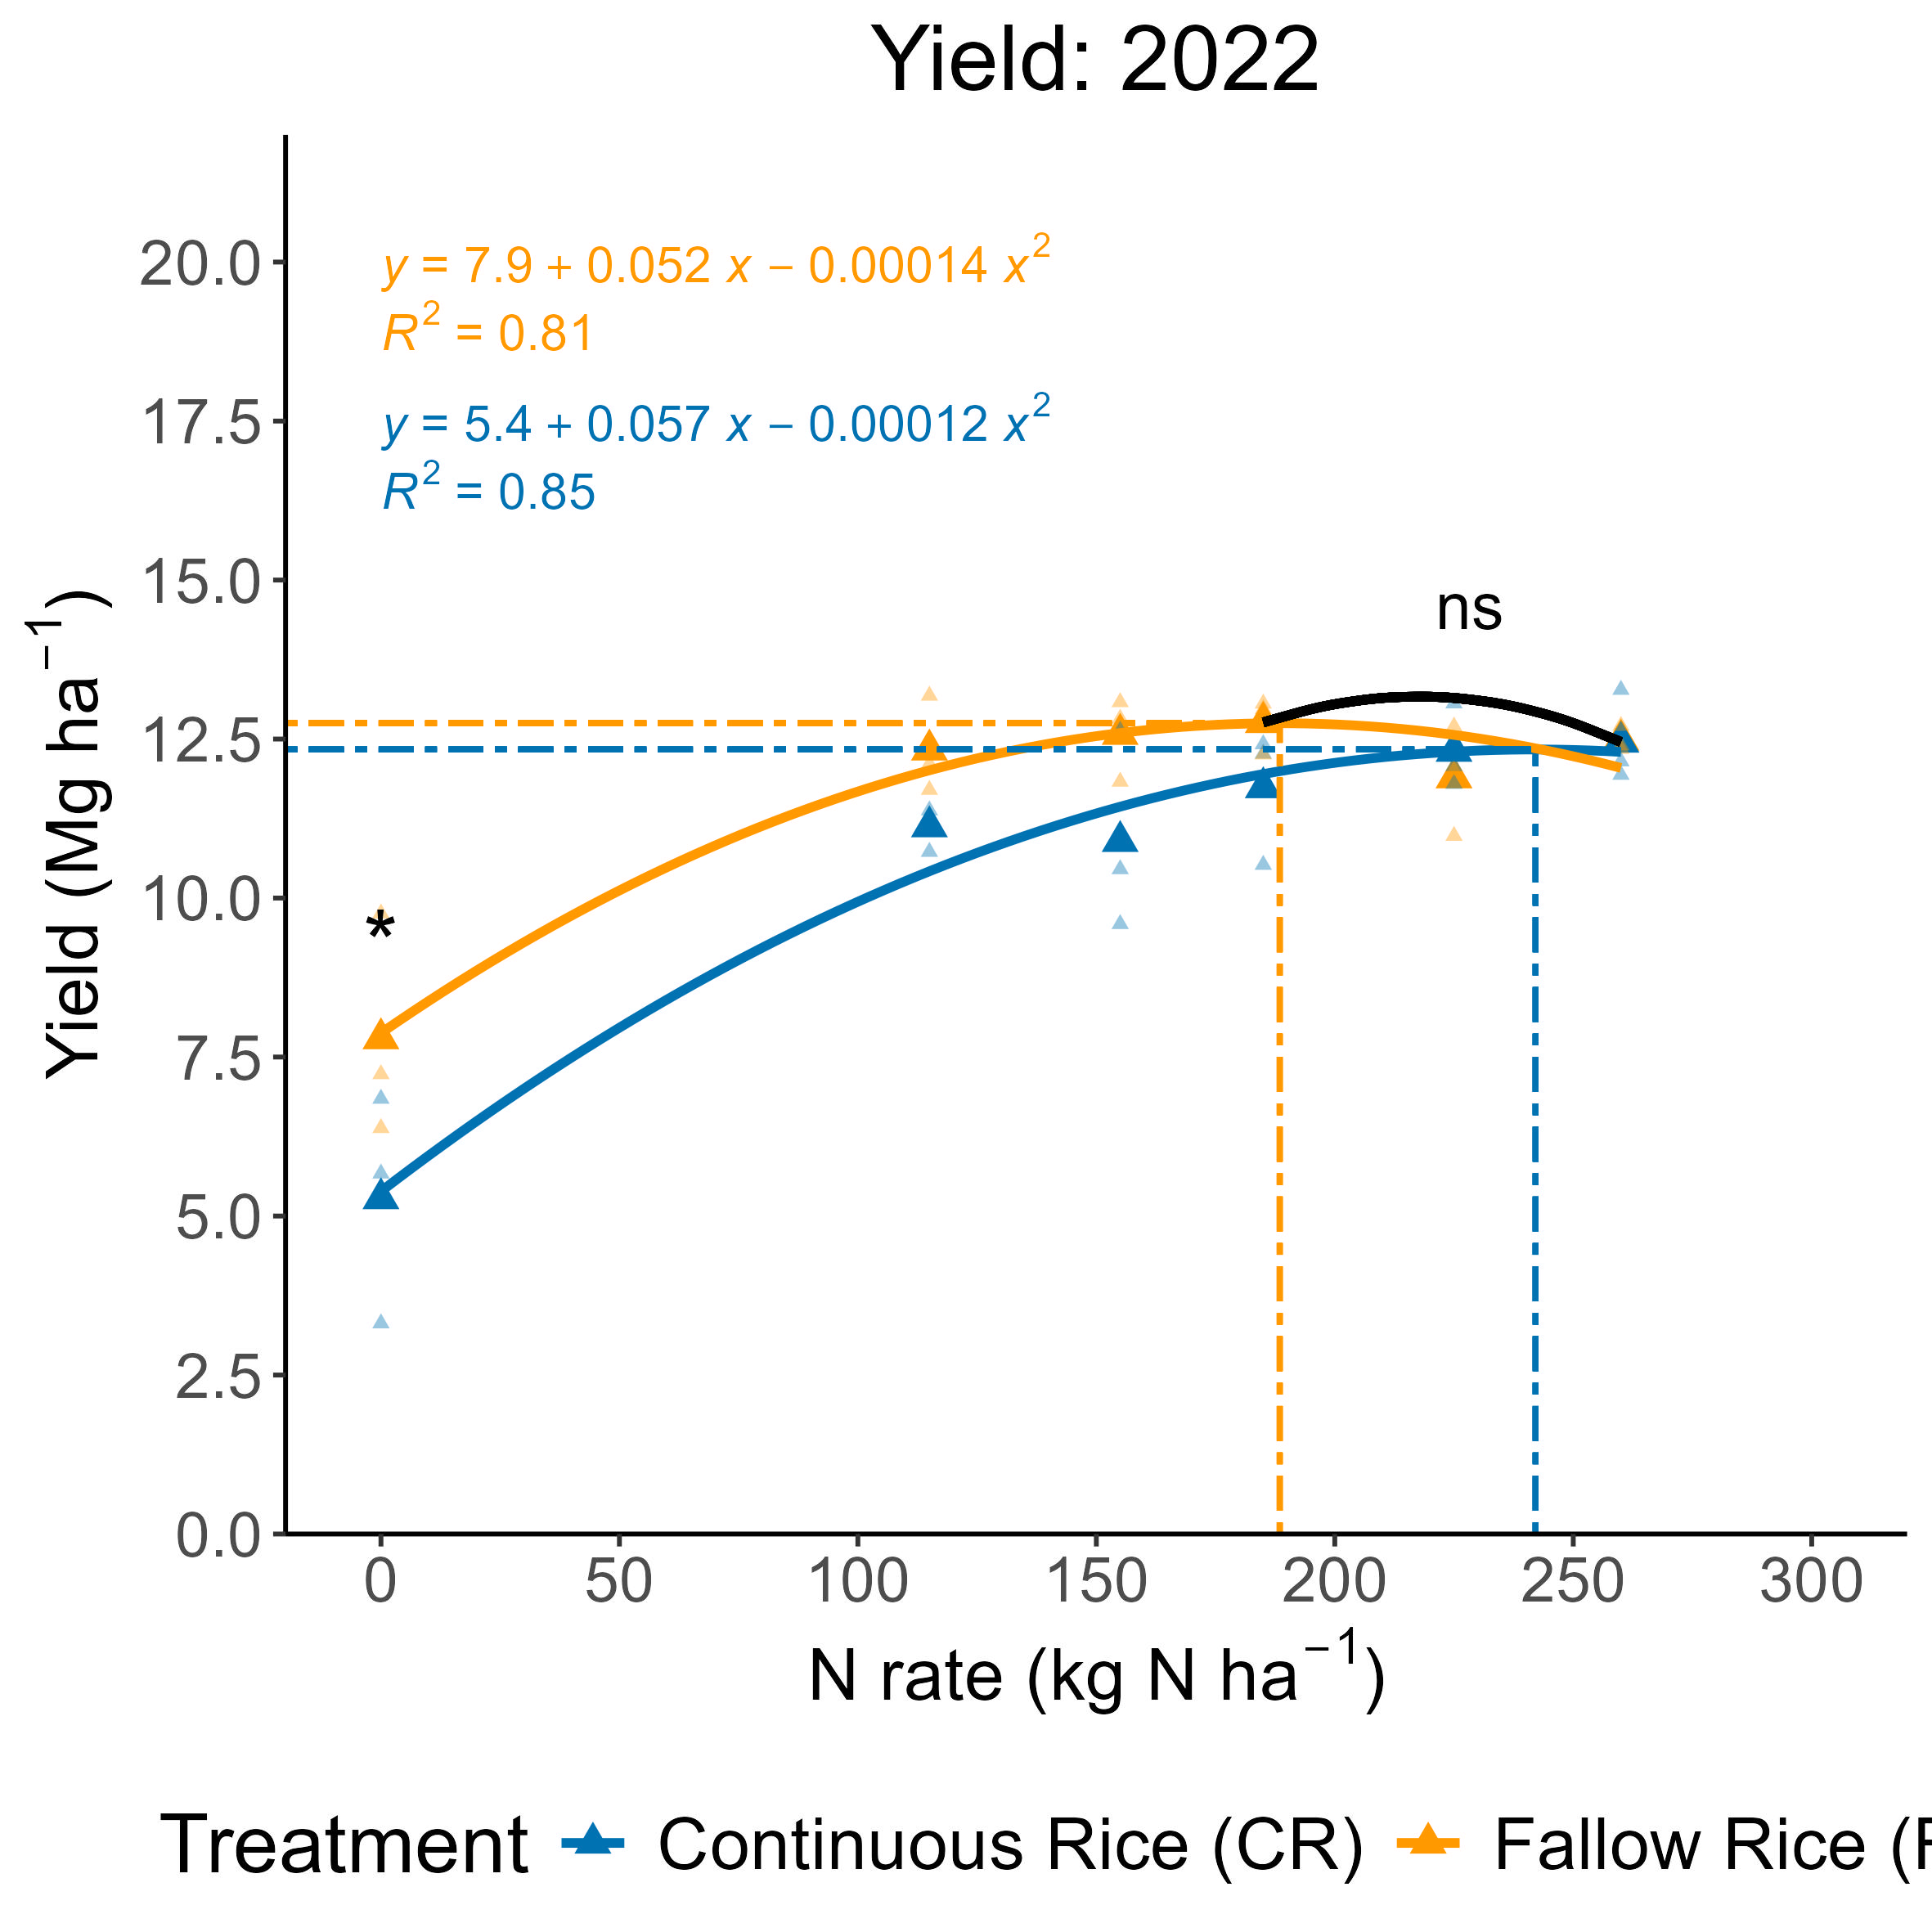 Yield: 2022
y = 7.9 + 0.052 x − 0.00014 x²
R² = 0.81
y = 5.4 + 0.057 x − 0.00012 x²
R² = 0.85
20.0
17.5
15.0
12.5
10.0
7.5
5.0
2.5
0.0
Yield (Mg ha⁻¹)
ns
*
0 50 100 150 200 250 300
N rate (kg N ha⁻¹)
Treatment Continuous Rice (CR) Fallow Rice (